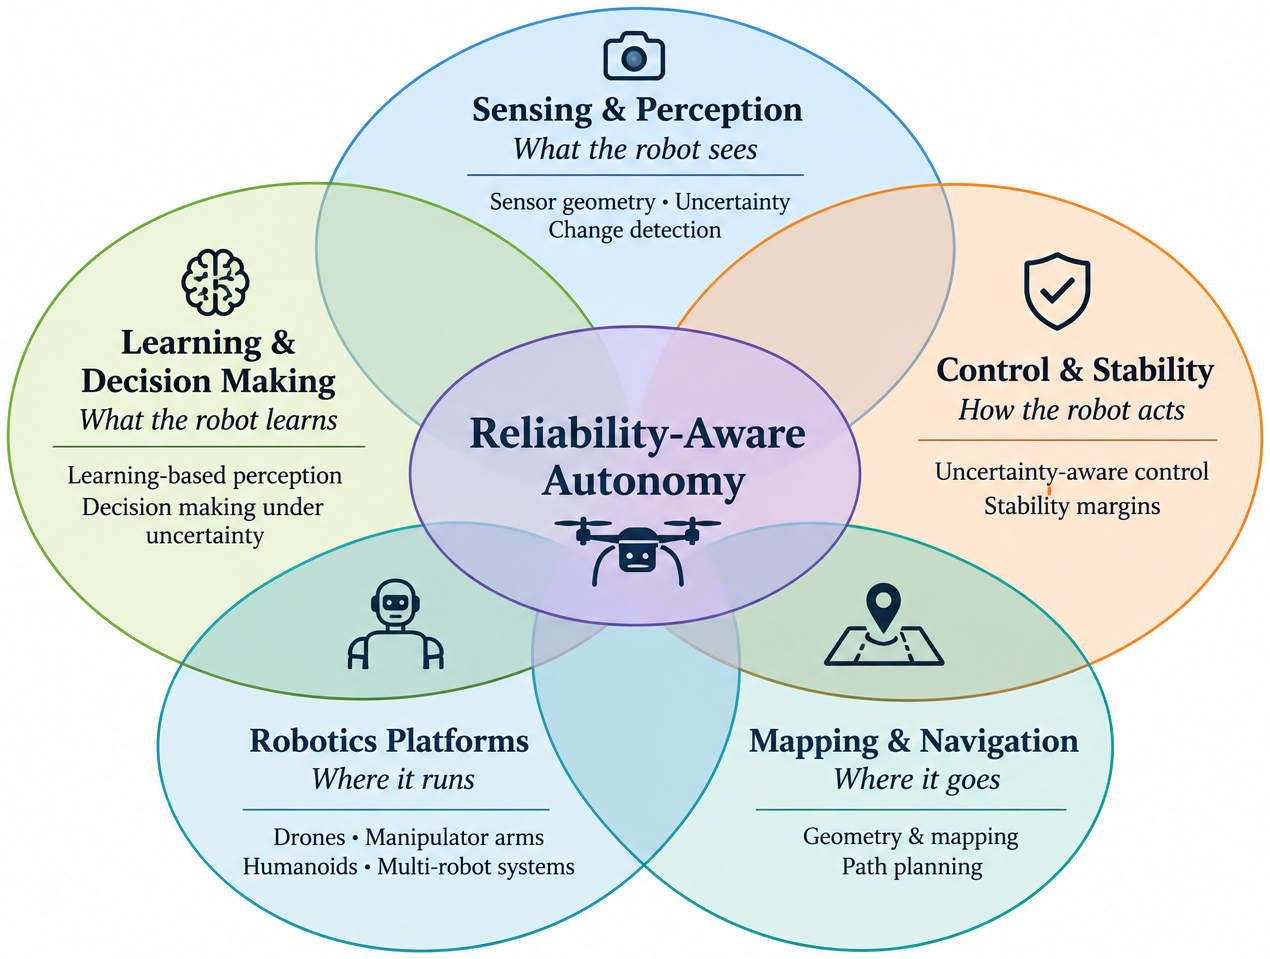 Sensing & Perception
What the robot sees
Sensor geometry • Uncertainty
Change detection
Learning &
Decision Making
What the robot learns
Learning-based perception
Decision making under
uncertainty
Control & Stability
How the robot acts
Uncertainty-aware control
Stability margins
Reliability-Aware
Autonomy
Robotics Platforms
Where it runs
Drones • Manipulator arms
Humanoids • Multi-robot systems
Mapping & Navigation
Where it goes
Geometry & mapping
Path planning